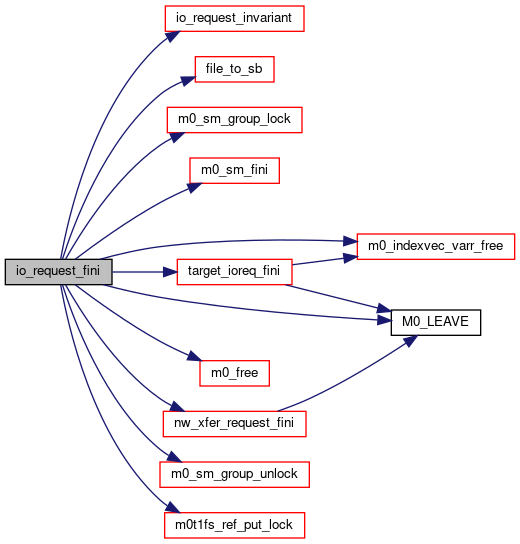 io_request_invariant
file_to_sb
m0_sm_group_lock
m0_sm_fini
m0_indexvec_varr_free
io_request_fini
target_ioreq_fini
M0_LEAVE
m0_free
nw_xfer_request_fini
m0_sm_group_unlock
m0t1fs_ref_put_lock